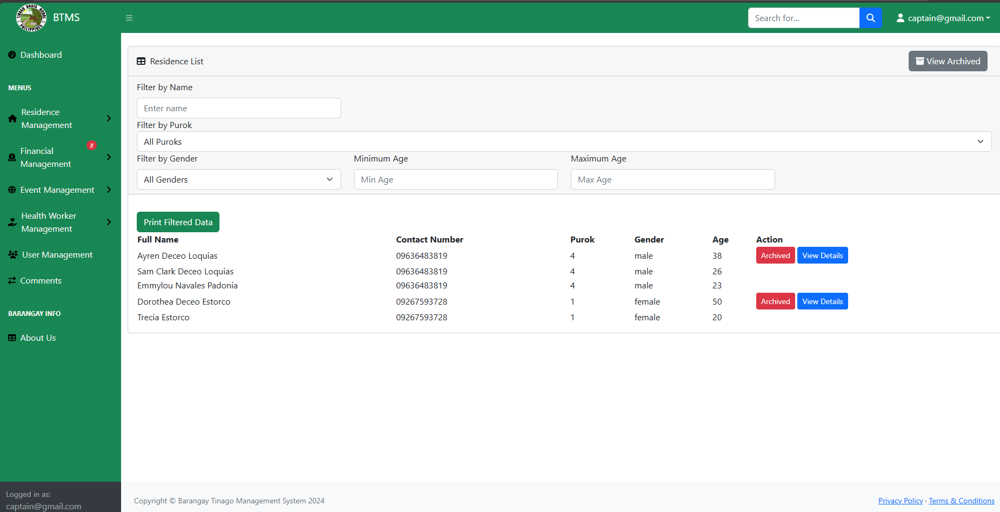 TINAGO DAUIS BOHOL
PHILIPPINES
BTMS
Search for...
captain@gmail.com
Dashboard
MENUS
Residence
Management
Financial
Management
2
Event Management
Health Worker
Management
User Management
Comments
BARANGAY INFO
About Us
Logged in as:
captain@gmail.com
Residence List
View Archived
Filter by Name
Enter name
Filter by Purok
All Puroks
Filter by Gender Minimum Age Maximum Age
All Genders Min Age Max Age
Print Filtered Data
Full Name Contact Number Purok Gender Age Action
Ayren Deceo Loquias 09636483819 4 male 38 Archived View Details
Sam Clark Deceo Loquias 09636483819 4 male 26
Emmylou Navales Padonia 09636483819 4 male 23
Dorothea Deceo Estorco 09267593728 1 female 50 Archived View Details
Trecia Estorco 09267593728 1 female 20
Copyright © Barangay Tinago Management System 2024
Privacy Policy · Terms & Conditions